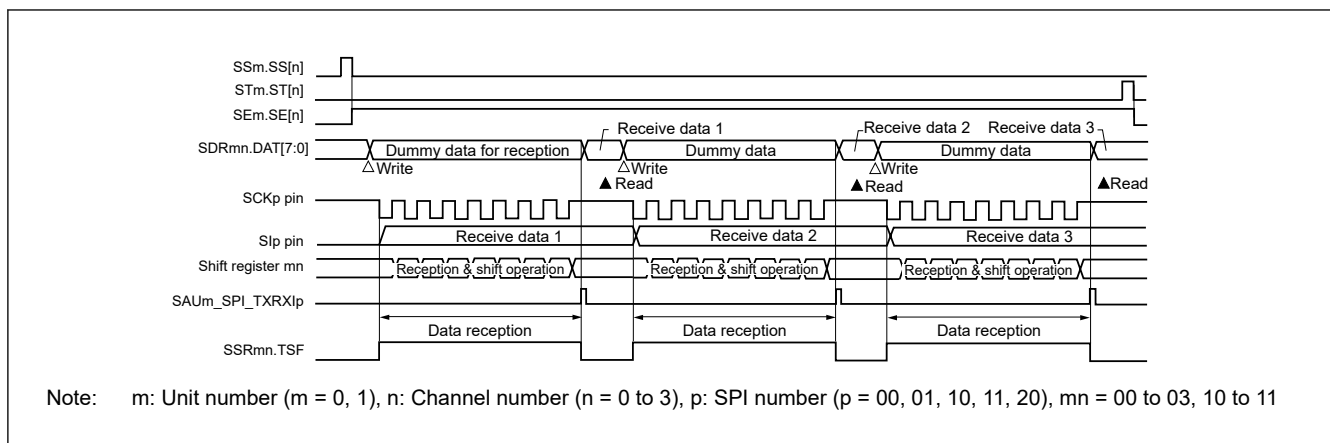 SSm.SS[n]
STm.ST[n]
SEm.SE[n]
Receive data 1
Receive data 2 Receive data 3
SDRmn.DAT[7:0] Dummy data for reception Dummy data Dummy data
△Write △Write △Write
▲Read ▲Read ▲Read
SCKp pin
SIp pin Receive data 1 Receive data 2 Receive data 3
Shift register mn Reception & shift operation Reception & shift operation Reception & shift operation
SAUm_SPI_TXRXIp
Data reception Data reception Data reception
SSRmn.TSF
Note: m: Unit number (m = 0, 1), n: Channel number (n = 0 to 3), p: SPI number (p = 00, 01, 10, 11, 20), mn = 00 to 03, 10 to 11